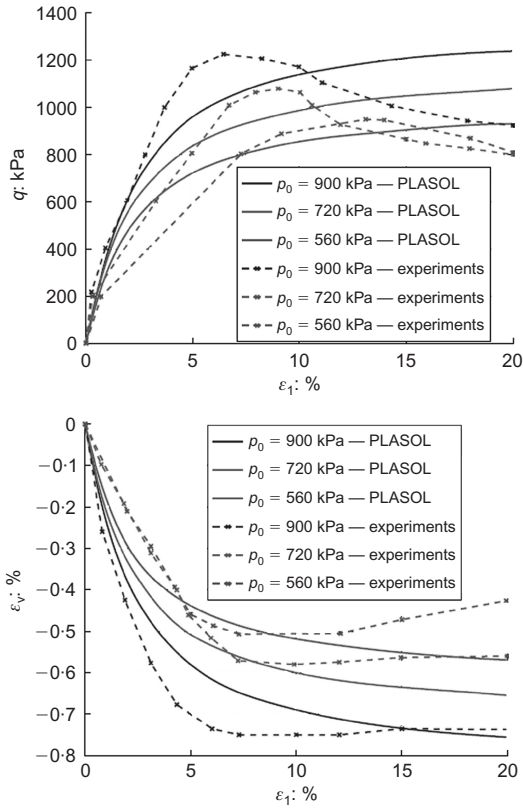 1400
1200
1000
800
600
400
200
0
q: kPa
p0 = 900 kPa — PLASOL
p0 = 720 kPa — PLASOL
p0 = 560 kPa — PLASOL
p0 = 900 kPa — experiments
p0 = 720 kPa — experiments
p0 = 560 kPa — experiments
0 5 10 15 20
ε1: %
0
−0·1
−0·2
−0·3
−0·4
−0·5
−0·6
−0·7
−0·8
εv: %
p0 = 900 kPa — PLASOL
p0 = 720 kPa — PLASOL
p0 = 560 kPa — PLASOL
p0 = 900 kPa — experiments
p0 = 720 kPa — experiments
p0 = 560 kPa — experiments
0 5 10 15 20
ε1: %